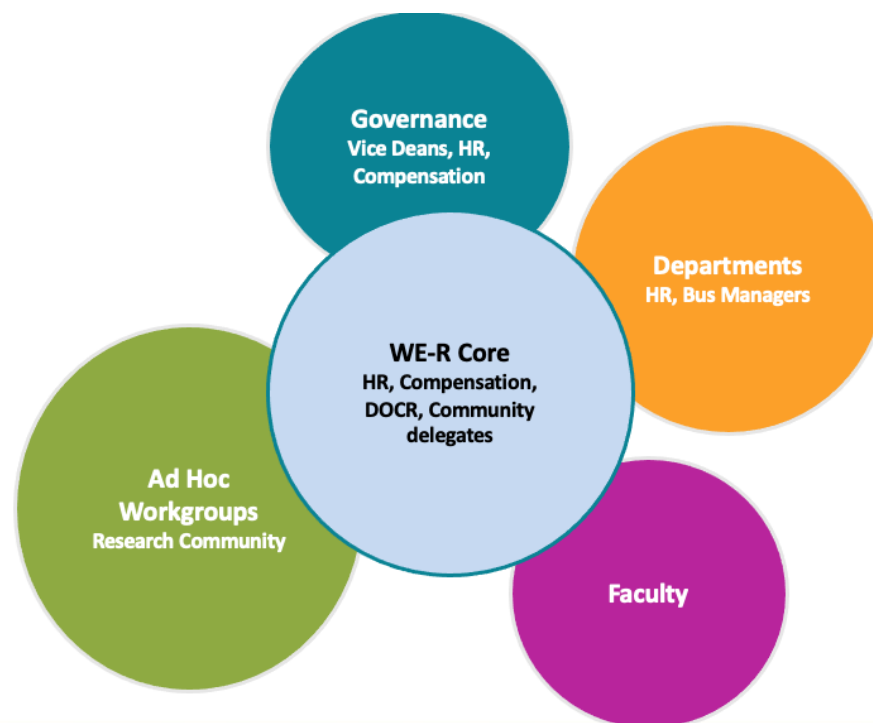 Governance
Vice Deans, HR,
Compensation
Departments
HR, Bus Managers
WE-R Core
HR, Compensation,
DOCR, Community
delegates
Ad Hoc
Workgroups
Research Community
Faculty